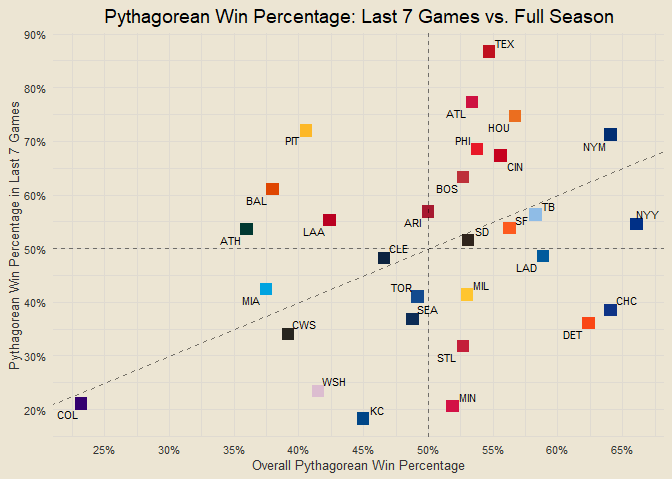 Pythagorean Win Percentage: Last 7 Games vs. Full Season
Pythagorean Win Percentage in Last 7 Games
90%
80%
70%
60%
50%
40%
30%
20%
TEX
ATL
HOU
PIT
PHI
NYM
CIN
BAL
BOS
TB
NYY
ATH
LAA
ARI
SF
SD
CLE
LAD
MIA
TOR
MIL
SEA
CHC
CWS
DET
STL
WSH
MIN
COL
KC
25%
30%
35%
40%
45%
50%
55%
60%
65%
Overall Pythagorean Win Percentage